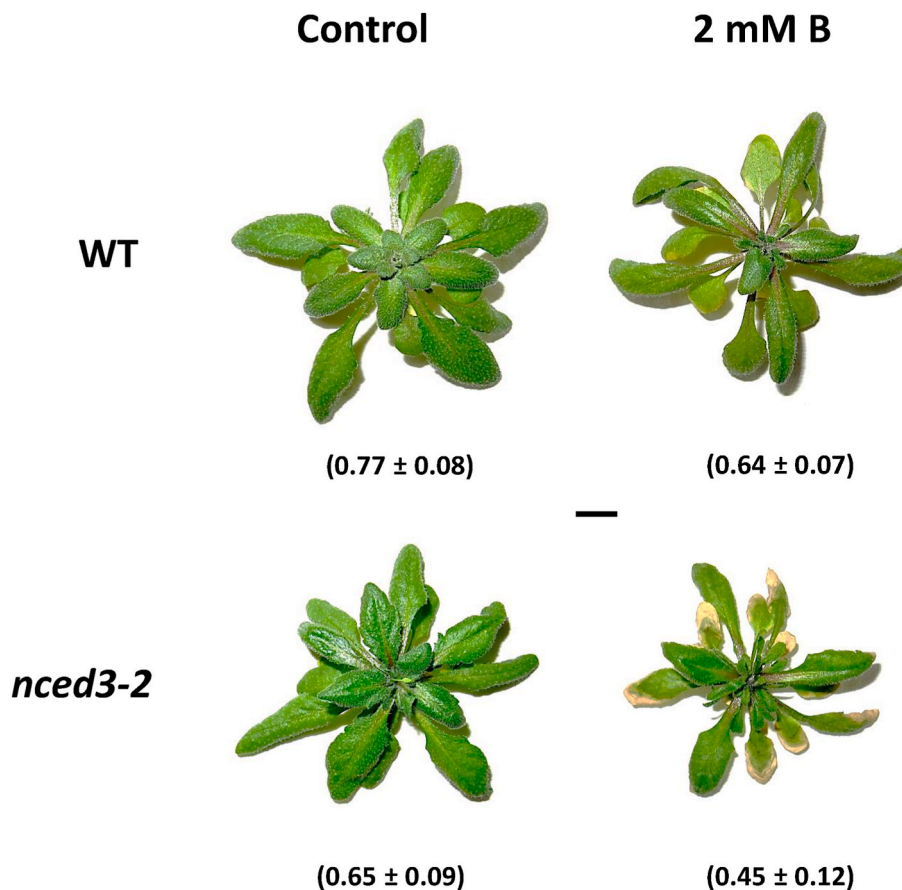 Control 2 mM B
WT
(0.77 ± 0.08) (0.64 ± 0.07)
nced3-2
(0.65 ± 0.09) (0.45 ± 0.12)